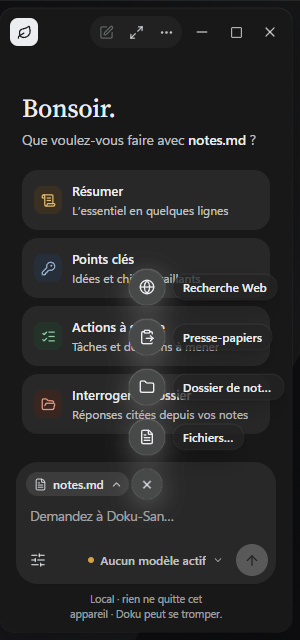 Bonsoir.
Que voulez-vous faire avec notes.md ?
Résumer
L'essentiel en quelques lignes
Points clés
Idées et
Recherche Web
Actions à
Presse-papiers
Tâches et à mener
Interroger
Dossier de not...
Réponses citées depuis vos notes
Fichiers...
notes.md
Demandez à Doku-San...
Aucun modèle actif
Local · rien ne quitte cet
appareil · Doku peut se tromper.